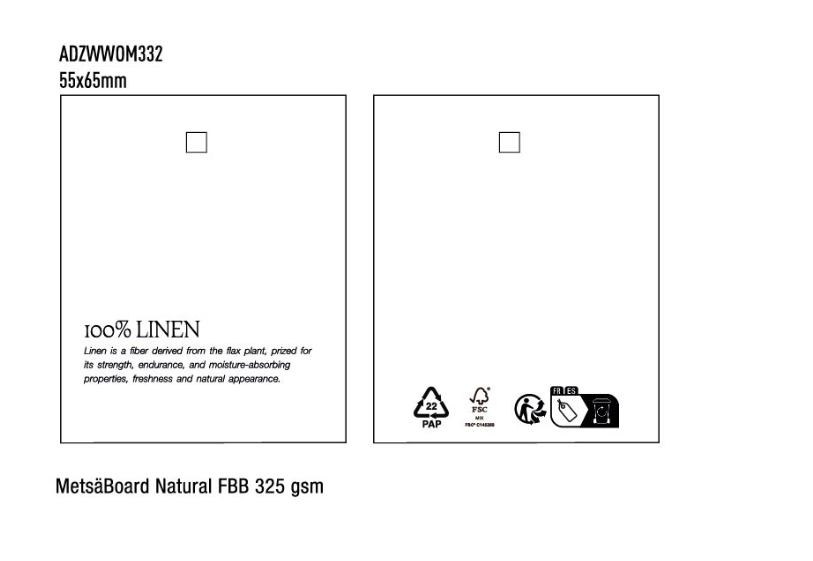 ADZWWOM332
55x65mm
100% LINEN
Linen is a fiber derived from the flax plant, prized for
its strength, endurance, and moisture-absorbing
properties, freshness and natural appearance.
22
PAP
FSC
MIX
FR ES
MetsäBoard Natural FBB 325 gsm